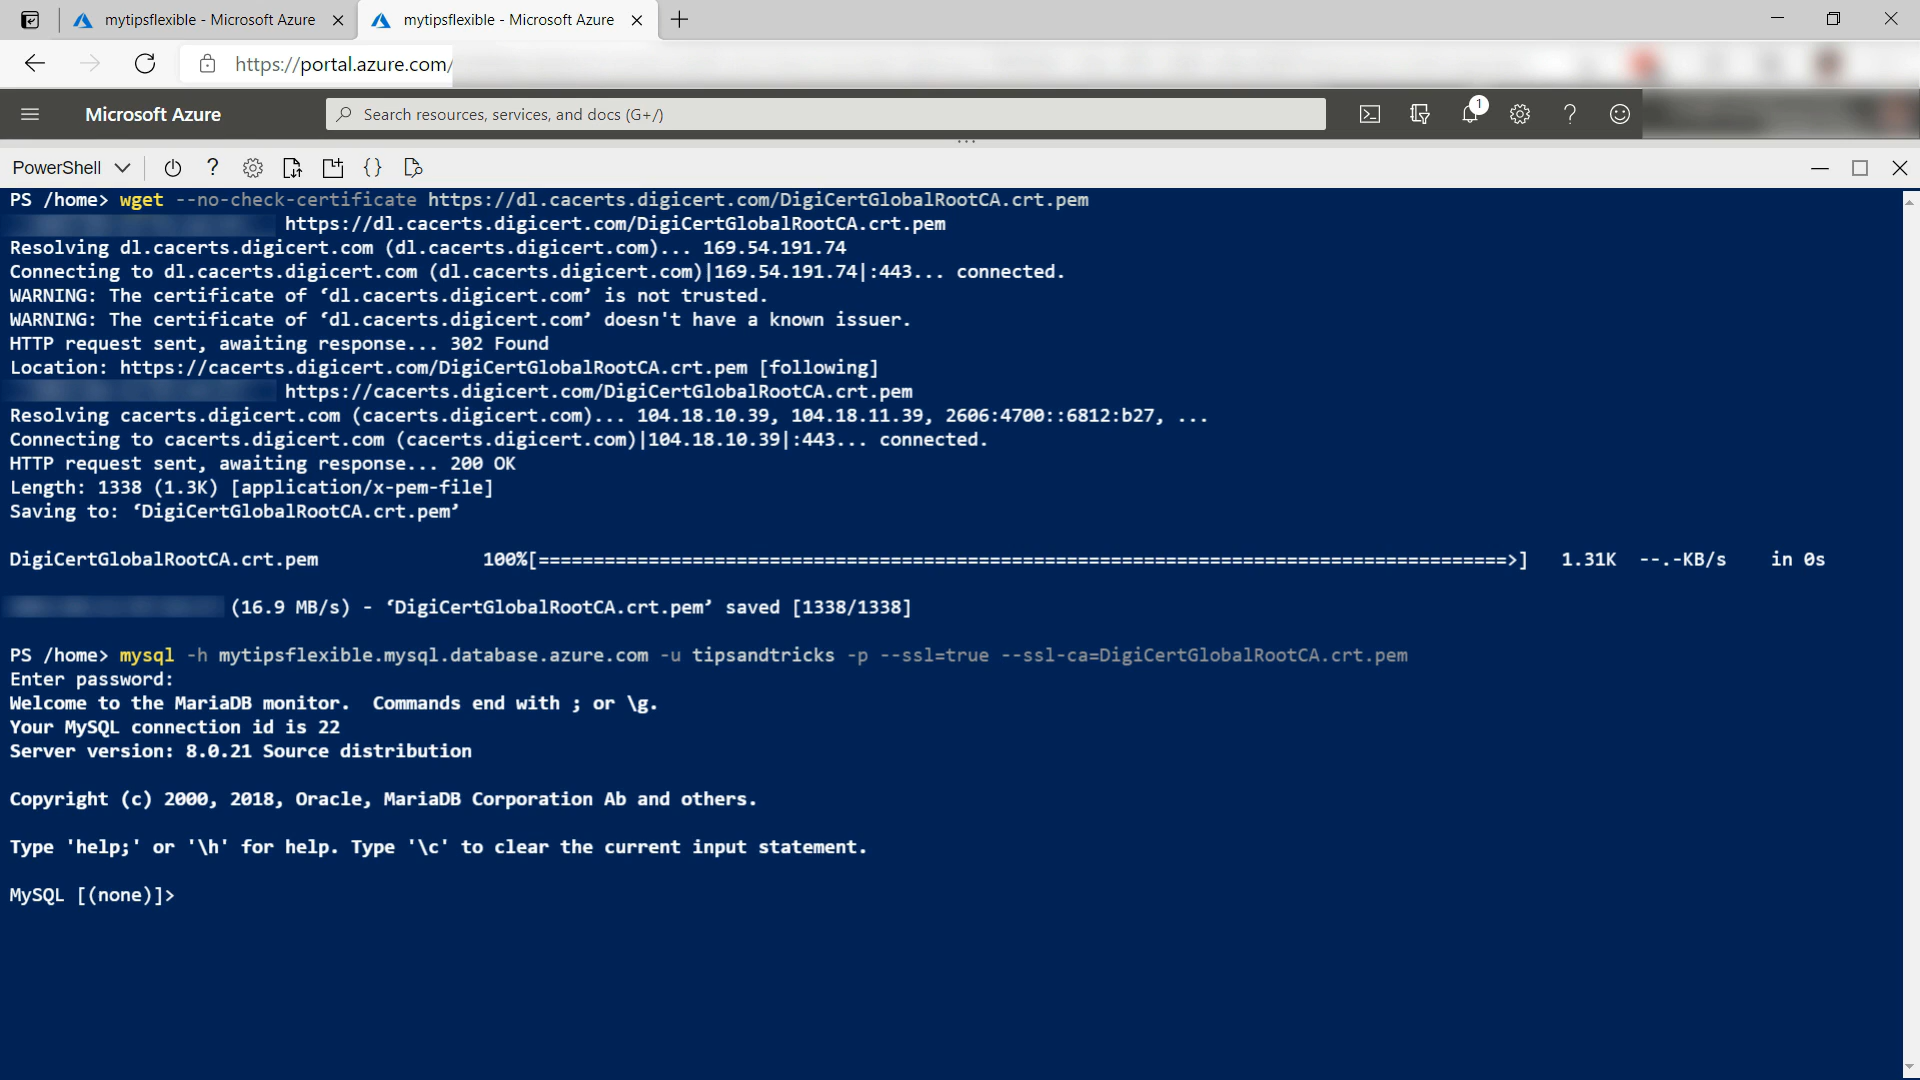 mytipsflexible - Microsoft Azure
mytipsflexible - Microsoft Azure
https://portal.azure.com/
Microsoft Azure
Search resources, services, and docs (G+/)
1
PowerShell
PS /home> wget --no-check-certificate https://dl.cacerts.digicert.com/DigiCertGlobalRootCA.crt.pem
https://dl.cacerts.digicert.com/DigiCertGlobalRootCA.crt.pem
Resolving dl.cacerts.digicert.com (dl.cacerts.digicert.com)... 169.54.191.74
Connecting to dl.cacerts.digicert.com (dl.cacerts.digicert.com)|169.54.191.74|:443... connected.
WARNING: The certificate of ‘dl.cacerts.digicert.com’ is not trusted.
WARNING: The certificate of ‘dl.cacerts.digicert.com’ doesn't have a known issuer.
HTTP request sent, awaiting response... 302 Found
Location: https://cacerts.digicert.com/DigiCertGlobalRootCA.crt.pem [following]
https://cacerts.digicert.com/DigiCertGlobalRootCA.crt.pem
Resolving cacerts.digicert.com (cacerts.digicert.com)... 104.18.10.39, 104.18.11.39, 2606:4700::6812:b27, ...
Connecting to cacerts.digicert.com (cacerts.digicert.com)|104.18.10.39|:443... connected.
HTTP request sent, awaiting response... 200 OK
Length: 1338 (1.3K) [application/x-pem-file]
Saving to: ‘DigiCertGlobalRootCA.crt.pem’
DigiCertGlobalRootCA.crt.pem 100%[========================================================================================>] 1.31K --.-KB/s in 0s
(16.9 MB/s) - ‘DigiCertGlobalRootCA.crt.pem’ saved [1338/1338]
PS /home> mysql -h mytipsflexible.mysql.database.azure.com -u tipsandtricks -p --ssl=true --ssl-ca=DigiCertGlobalRootCA.crt.pem
Enter password:
Welcome to the MariaDB monitor.  Commands end with ; or \g.
Your MySQL connection id is 22
Server version: 8.0.21 Source distribution
Copyright (c) 2000, 2018, Oracle, MariaDB Corporation Ab and others.
Type 'help;' or '\h' for help. Type '\c' to clear the current input statement.
MySQL [(none)]>